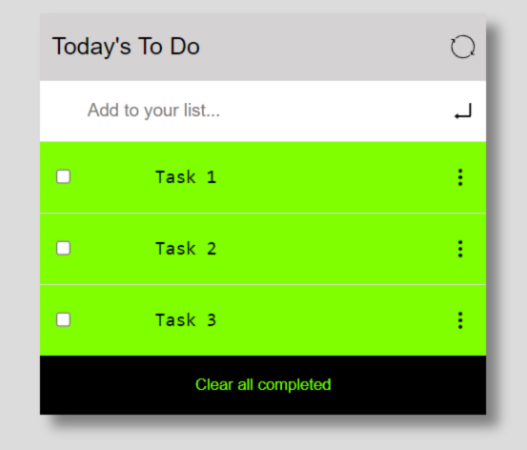 Today's To Do
Add to your list...
Task 1
Task 2
Task 3
Clear all completed